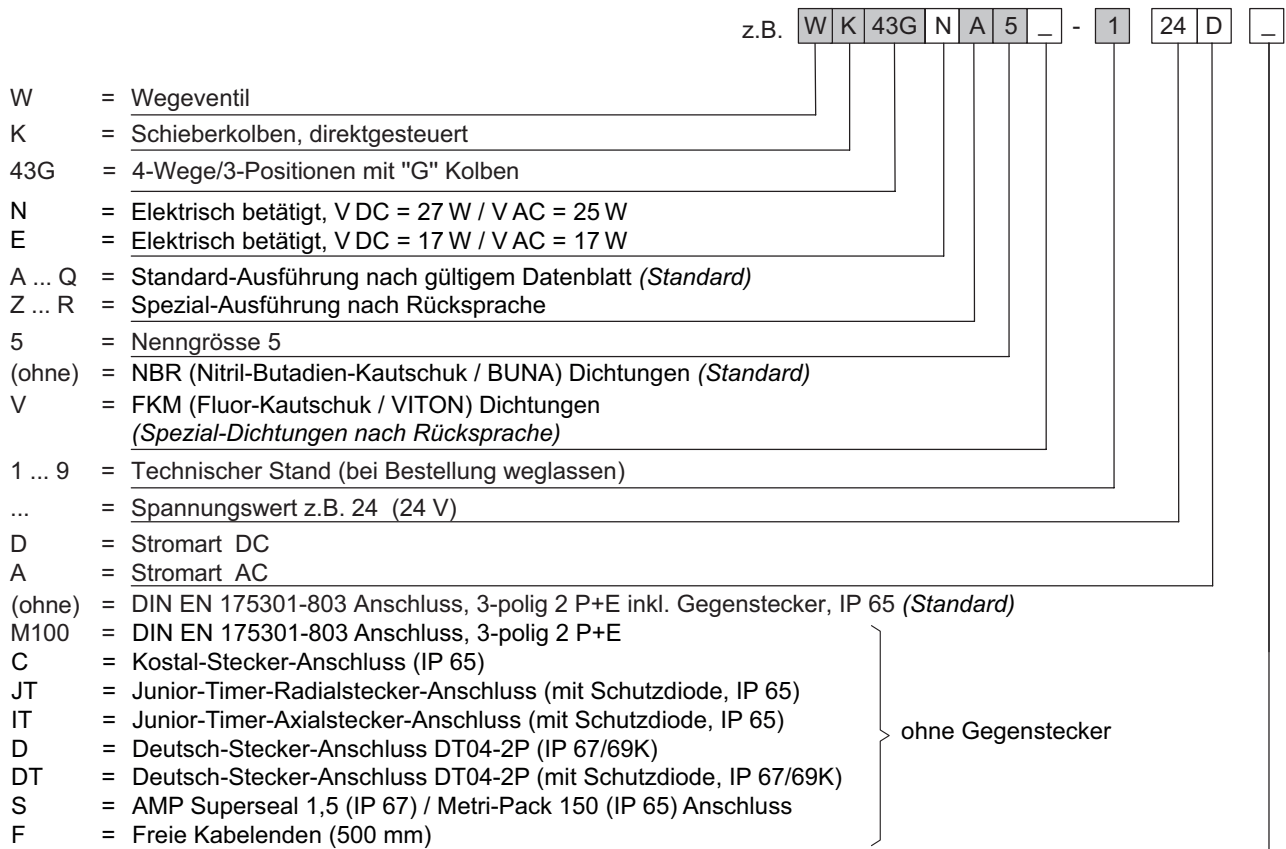 z.B. W K 43G N A 5 _ - 1 24 D _
W = Wegeventil
K = Schieberkolben, direktgesteuert
43G = 4-Wege/3-Positionen mit "G" Kolben
N = Elektrisch betätigt, V DC = 27 W / V AC = 25 W
E = Elektrisch betätigt, V DC = 17 W / V AC = 17 W
A ... Q = Standard-Ausführung nach gültigem Datenblatt (Standard)
Z ... R = Spezial-Ausführung nach Rücksprache
5 = Nenngrösse 5
(ohne) = NBR (Nitril-Butadien-Kautschuk / BUNA) Dichtungen (Standard)
V = FKM (Fluor-Kautschuk / VITON) Dichtungen
(Spezial-Dichtungen nach Rücksprache)
1 ... 9 = Technischer Stand (bei Bestellung weglassen)
... = Spannungswert z.B. 24 (24 V)
D = Stromart DC
A = Stromart AC
(ohne) = DIN EN 175301-803 Anschluss, 3-polig 2 P+E inkl. Gegenstecker, IP 65 (Standard)
M100 = DIN EN 175301-803 Anschluss, 3-polig 2 P+E
C = Kostal-Stecker-Anschluss (IP 65)
JT = Junior-Timer-Radialstecker-Anschluss (mit Schutzdiode, IP 65)
IT = Junior-Timer-Axialstecker-Anschluss (mit Schutzdiode, IP 65)
ohne Gegenstecker
D = Deutsch-Stecker-Anschluss DT04-2P (IP 67/69K)
DT = Deutsch-Stecker-Anschluss DT04-2P (mit Schutzdiode, IP 67/69K)
S = AMP Superseal 1,5 (IP 67) / Metri-Pack 150 (IP 65) Anschluss
F = Freie Kabelenden (500 mm)